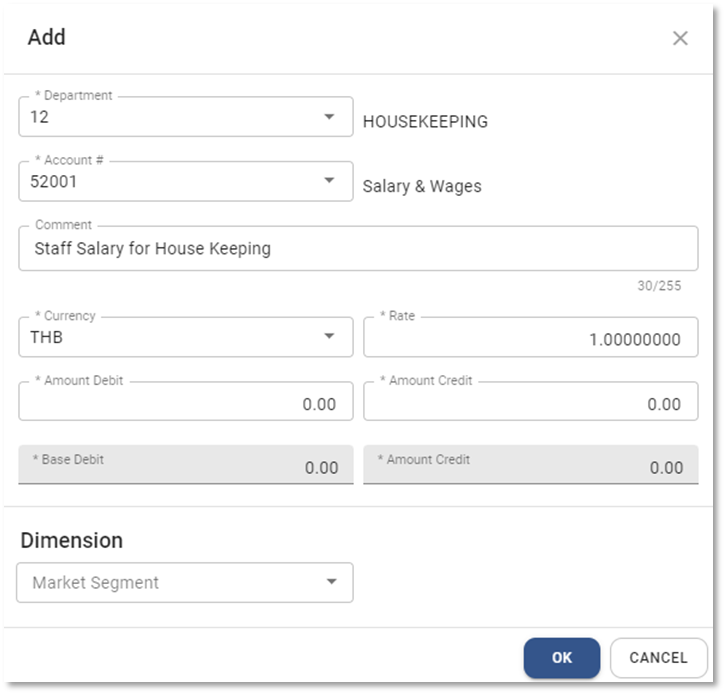 Add
* Department
12
HOUSEKEEPING
* Account #
52001
Salary & Wages
Comment
Staff Salary for House Keeping
30/255
* Currency
THB
* Rate
1.00000000
* Amount Debit
0.00
* Amount Credit
0.00
* Base Debit
0.00
* Amount Credit
0.00
Dimension
Market Segment
OK
CANCEL